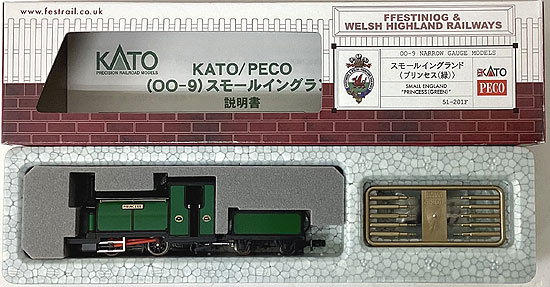 www.festrail.co.uk
KATO
PRECISION RAILROAD MODELS
KATO/PECO
(OO-9)スモールイングラン
説明書
FFESTINIOG &
WELSH HIGHLAND RAILWAYS
OO-9 NARROW GAUGE MODELS
スモールイングランド
(プリンセス(緑))
SMALL ENGLAND
"PRINCESS(GREEN)"
51-201F
KATO
PECO
PRINCESS